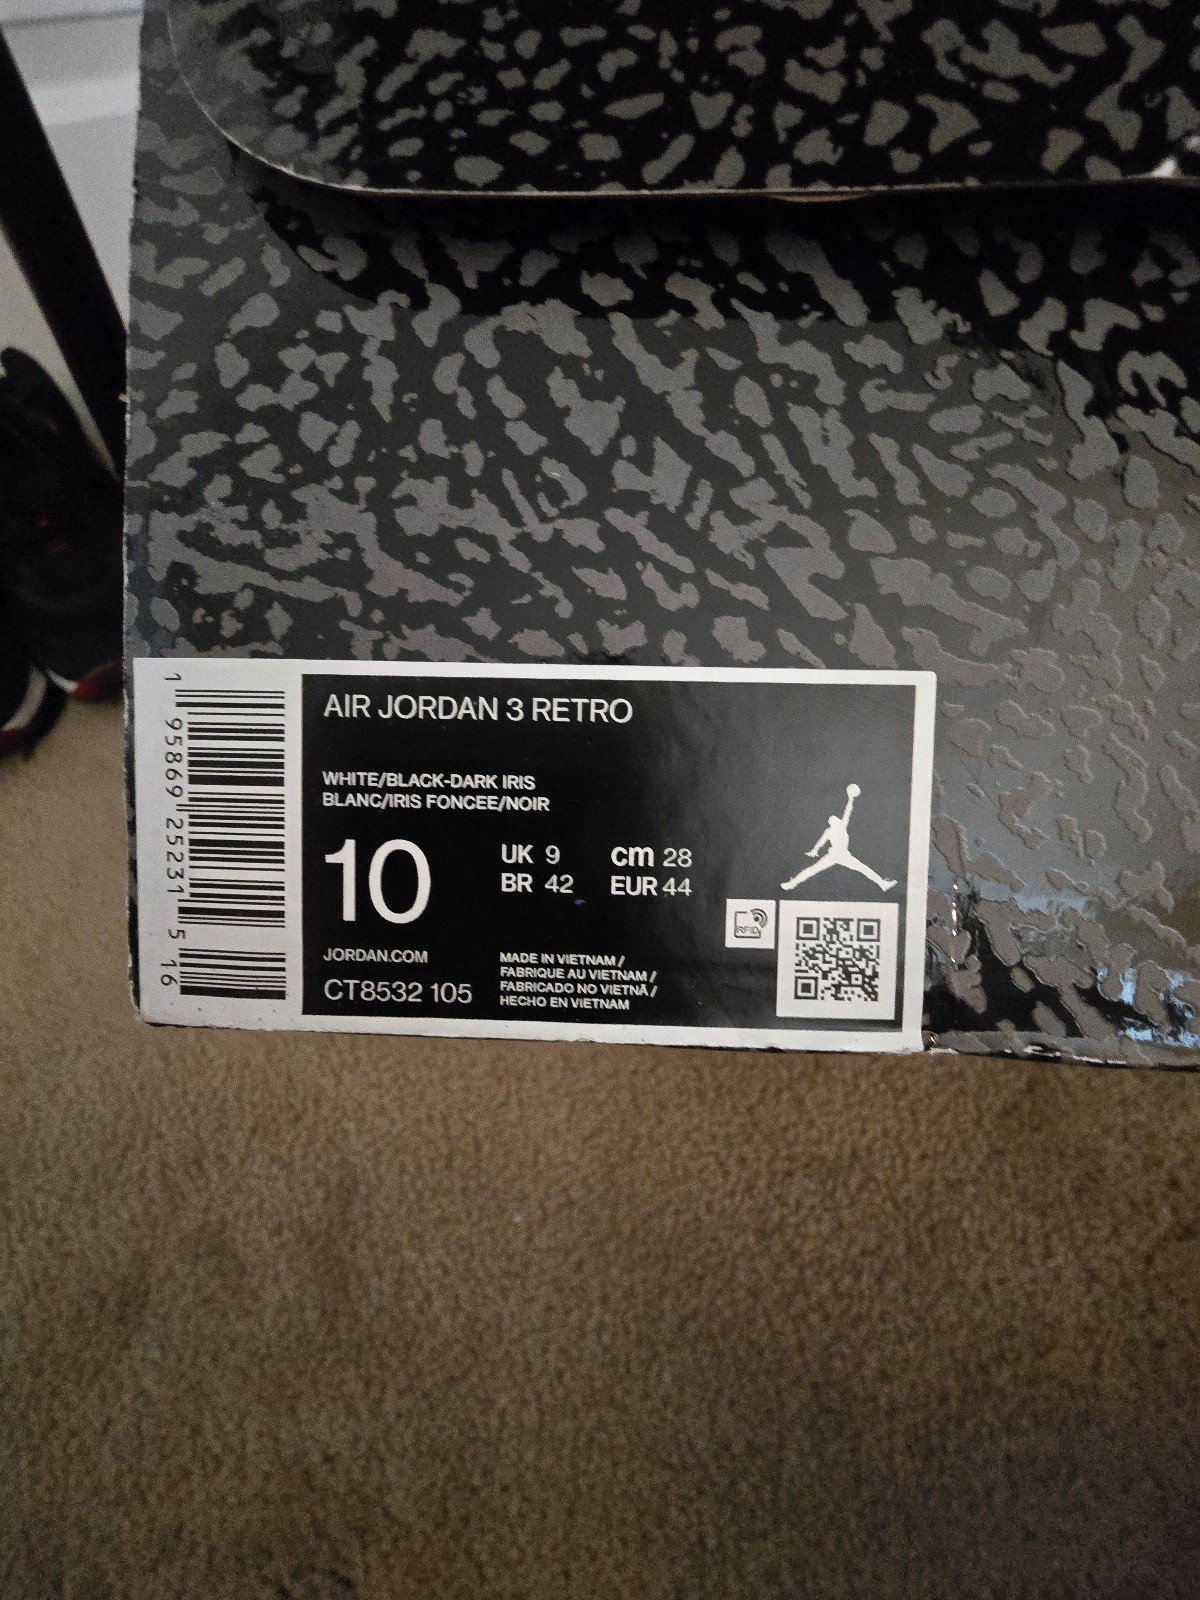 AIR JORDAN 3 RETRO
WHITE/BLACK-DARK IRIS
BLANC/IRIS FONCEE/NOIR
10
UK 9 cm 28
BR 42 EUR 44
RFID
JORDAN.COM
CT8532 105
MADE IN VIETNAM /
FABRIQUE AU VIETNAM /
FABRICADO NO VIETNÃ /
HECHO EN VIETNAM
1 95869 25231 5 16